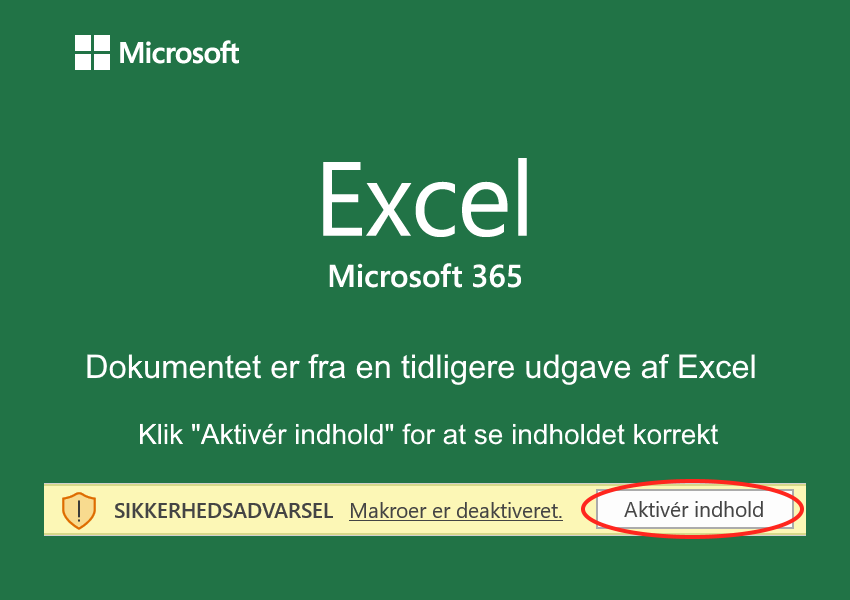 Microsoft
Excel
Microsoft 365
Dokumentet er fra en tidligere udgave af Excel
Klik "Aktivér indhold" for at se indholdet korrekt
SIKKERHEDSADVARSEL Makroer er deaktiveret. Aktivér indhold